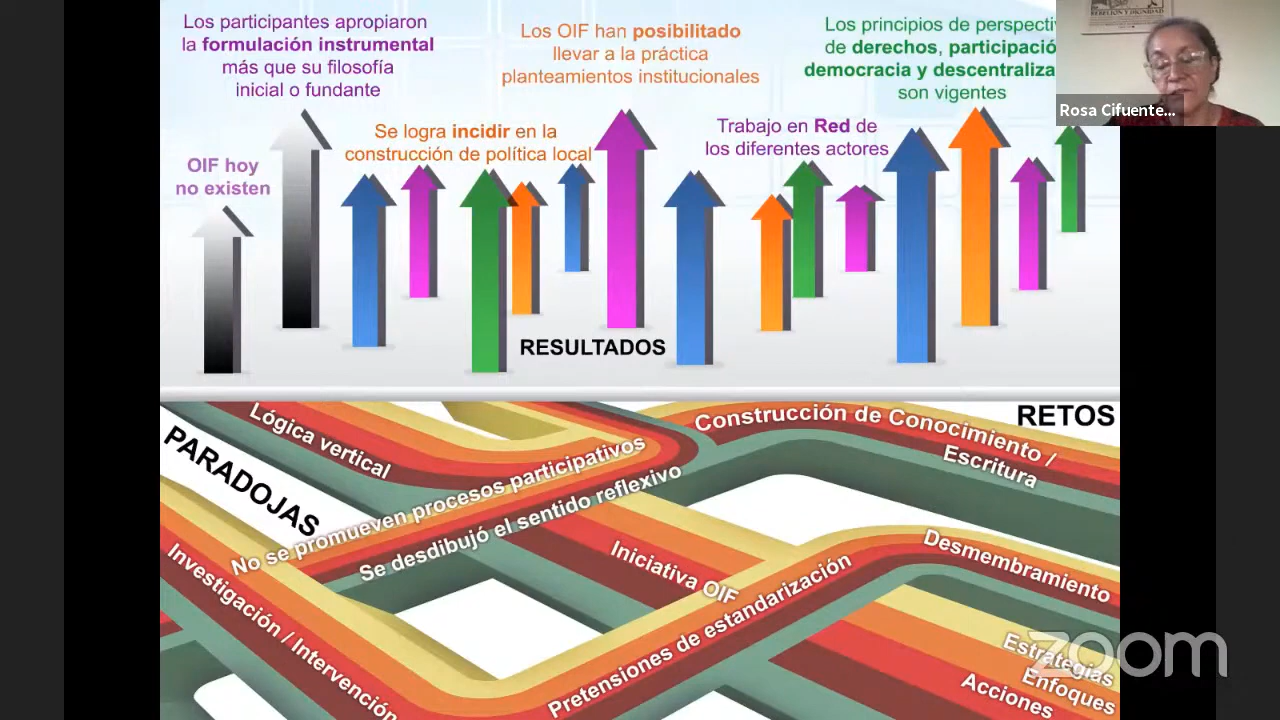 Los participantes apropiaron
la formulación instrumental
más que su filosofía
inicial o fundante
Los OIF han posibilitado
llevar a la práctica
planteamientos institucionales
Los principios de perspectiv
de derechos, participació
democracia y descentraliza
son vigentes
REBELIÓN Y DIGNIDAD
Rosa Cifuente...
OIF hoy
no existen
Se logra incidir en la
construcción de política local
Trabajo en Red de
los diferentes actores
RESULTADOS
PARADOJAS
Lógica vertical
No se promueven procesos participativos
Se desdibujó el sentido reflexivo
Investigación / Intervención
Iniciativa OIF
Pretensiones de estandarización
RETOS
Construcción de Conocimiento /
Escritura
Desmembramiento
Estrategias
Enfoques
Acciones
zoom